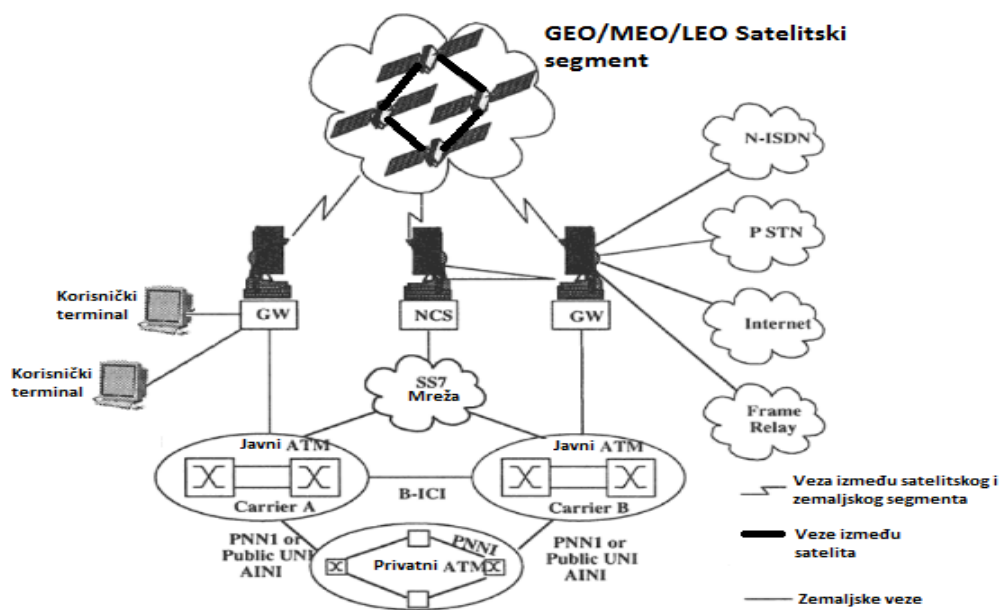 GEO/MEO/LEO Satelitski
segment
N-ISDN
P STN
Internet
Frame
Relay
Korisnički
terminal
Korisnički
terminal
GW
NCS
GW
SS7
Mreža
Javni ATM
Carrier A
B-ICI
Javni ATM
Carrier B
PNN1 or
Public UNI
AINI
PNNI
Privatni ATM
PNN1 or
Public UNI
AINI
Veza između satelitskog i
zemaljskog segmenta
Veze između
satelita
Zemaljske veze